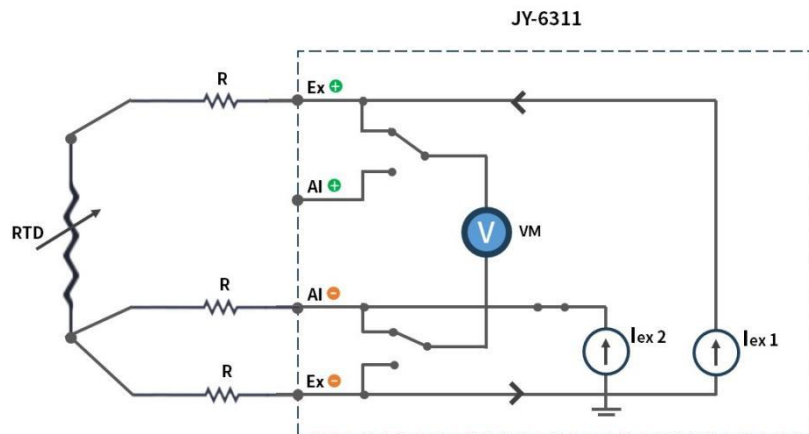 JY-6311
R
Ex +
AI +
RTD
V
VM
R
AI -
Iex 2
Iex 1
R
Ex -